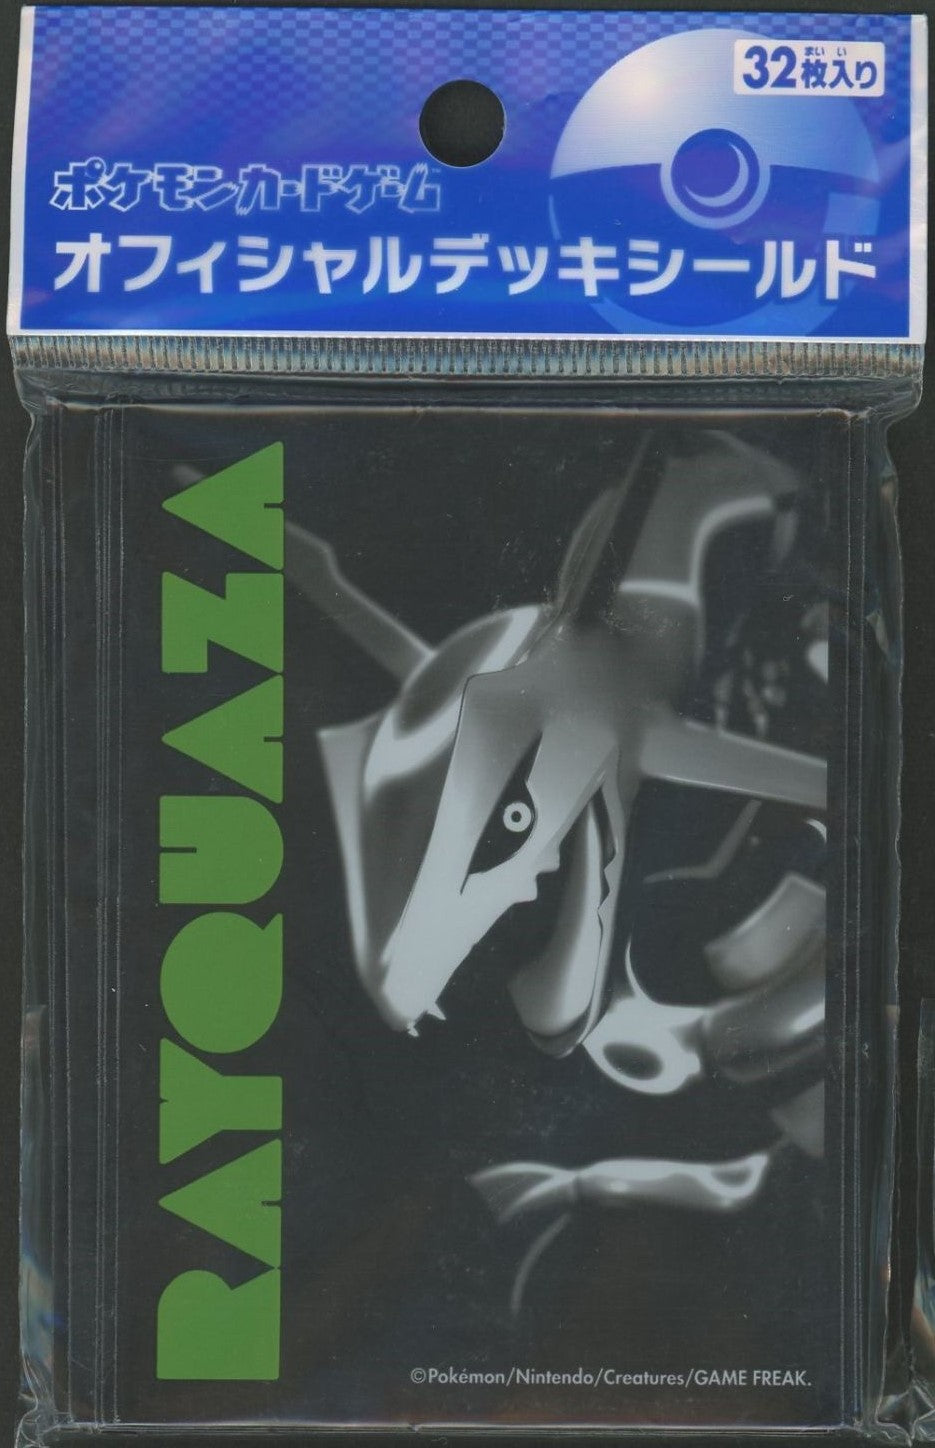 32枚入り
まい い
ポケモンカードゲーム
オフィシャルデッキシールド
RAYQUAZA
©Pokémon/Nintendo/Creatures/GAME FREAK.